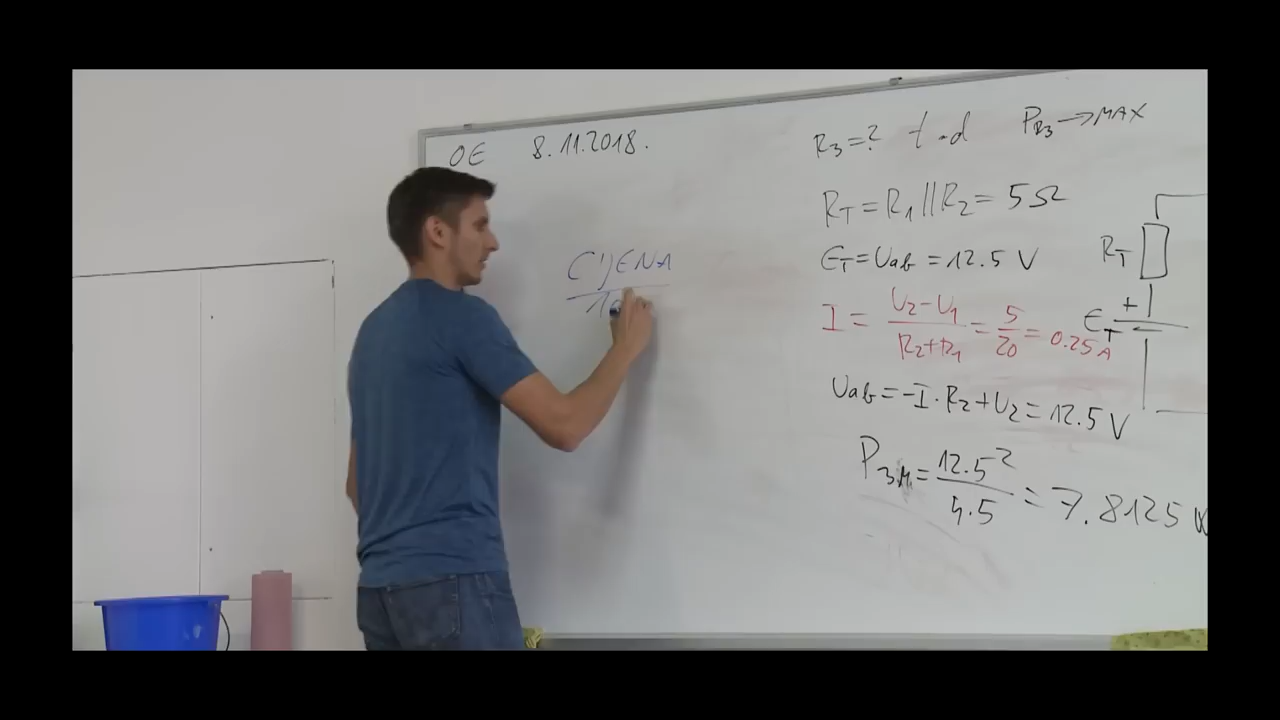 OE 8.11.2018.
CIJENA
R3=? t.d PR3→MAX
RT=R1||R2=5Ω
ET=Uab=12.5 V
I= U2-U1 / R2+R1 = 5/20 = 0.25A
Uab=-I·R2+U2=12.5 V
P3M= 12.5² / 4·5 = 7.8125 W
RT
+
ET